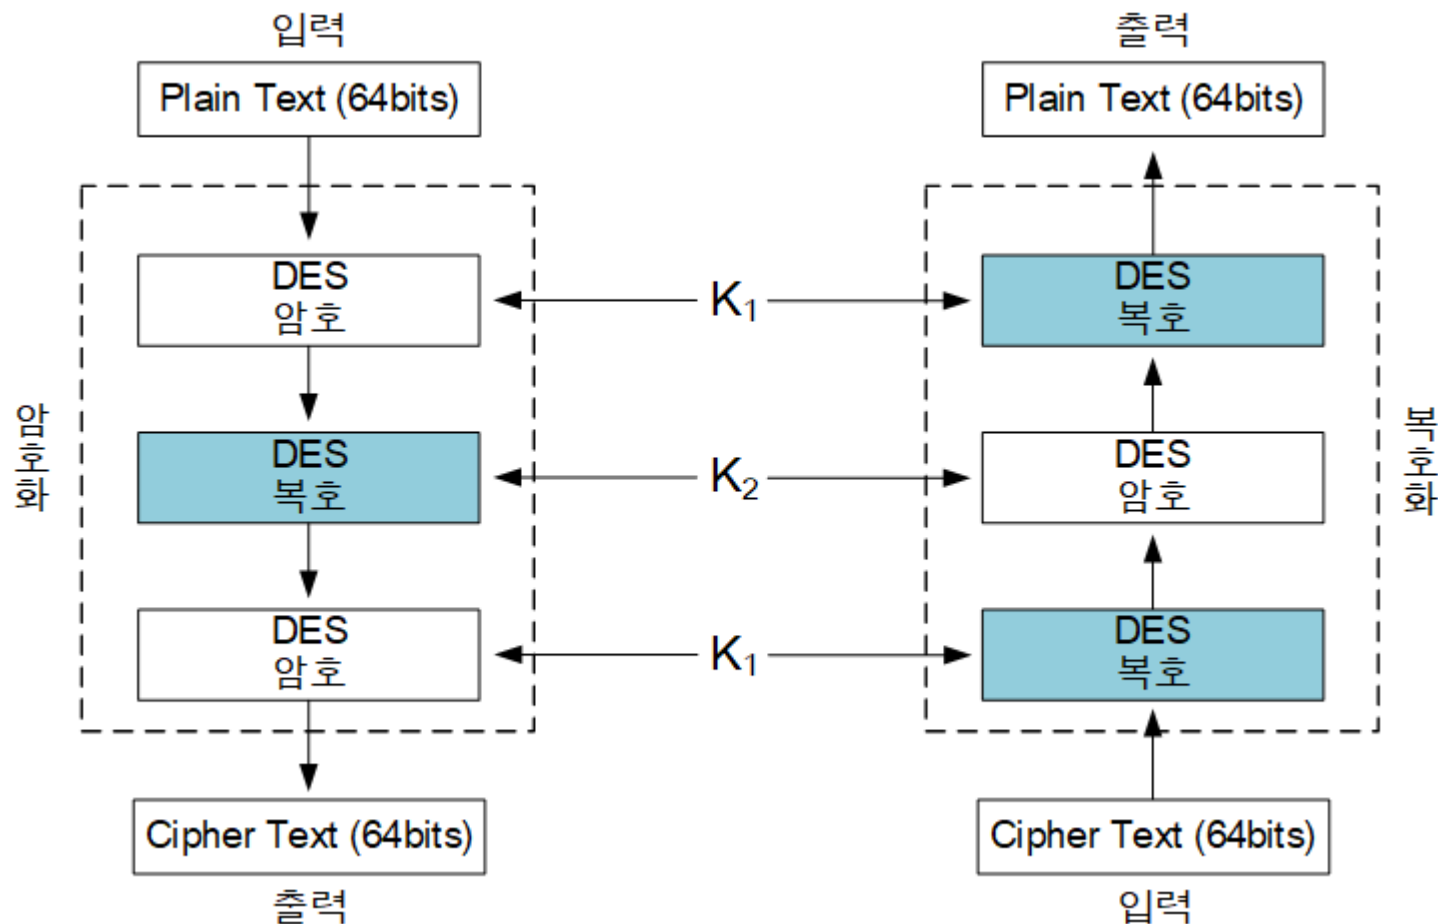 입력
Plain Text (64bits)
DES
암호
DES
복호
DES
암호
Cipher Text (64bits)
출력
암호화
K₁
K₂
K₁
출력
Plain Text (64bits)
DES
복호
DES
암호
DES
복호
Cipher Text (64bits)
입력
복호화